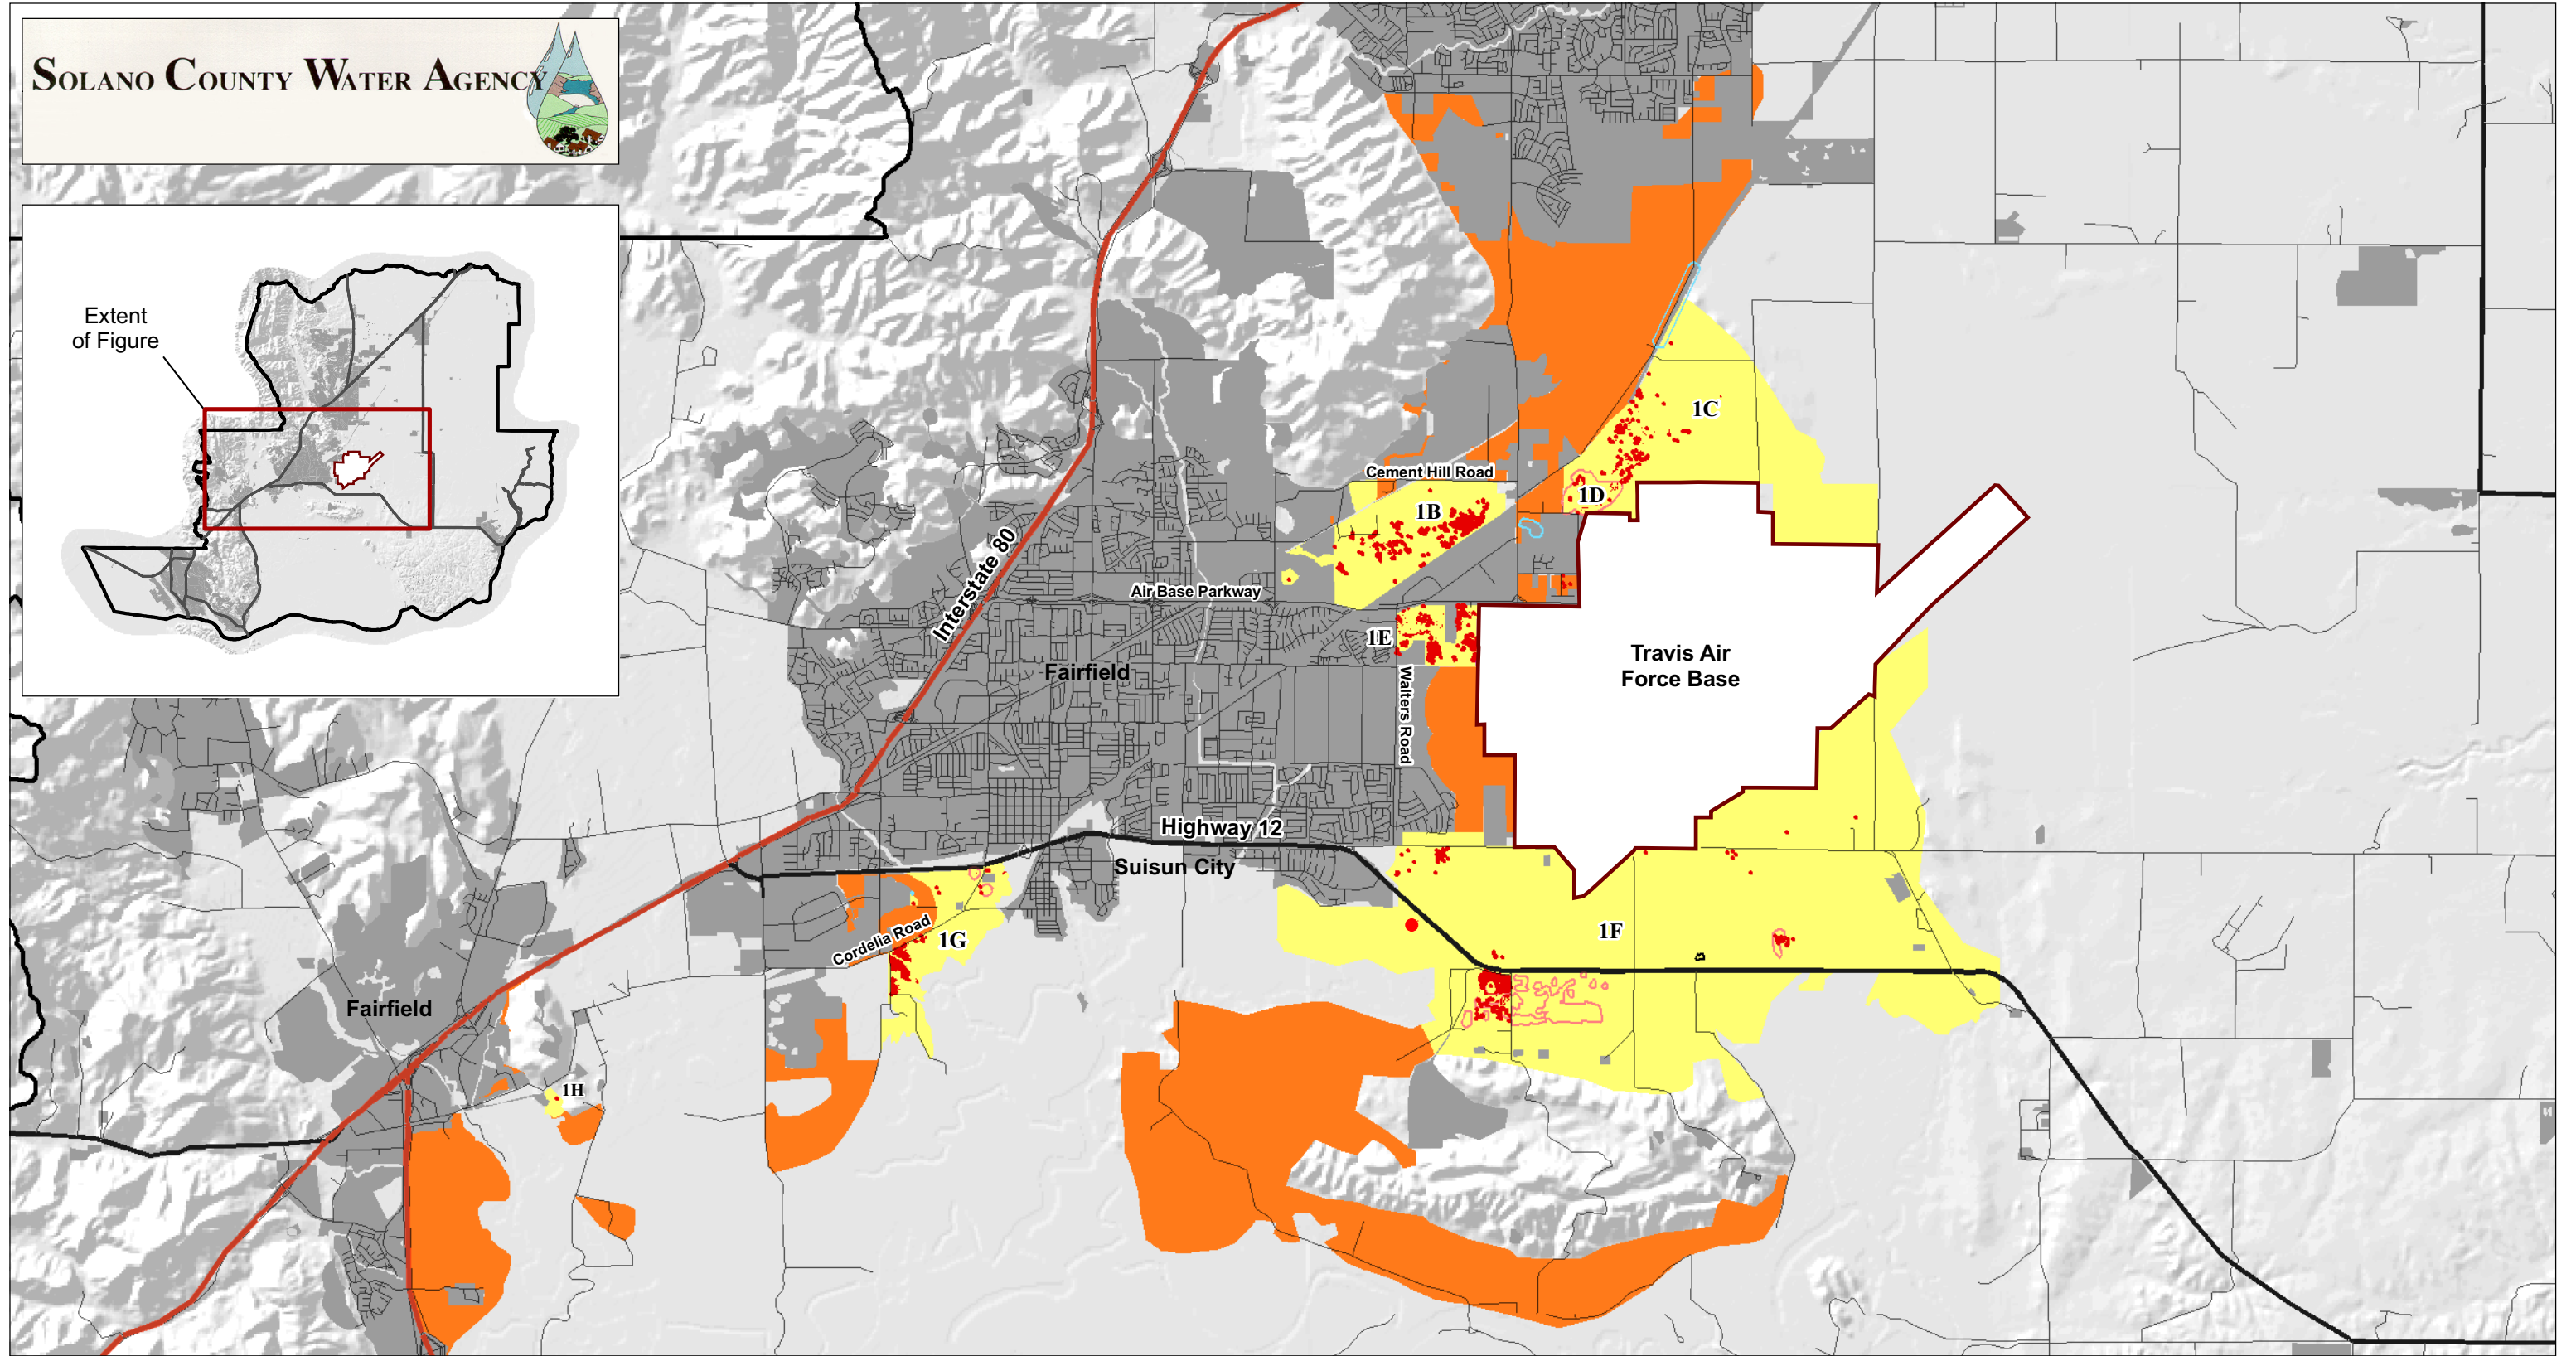 SOLANO COUNTY WATER AGENCY
Extent
of Figure
1C
Cement Hill Road
1D
1B
Interstate 80
Air Base Parkway
1E
Travis Air
Force Base
Fairfield
Walters Road
Highway 12
Suisun City
Cordelia Road
1G
1F
Fairfield
1H